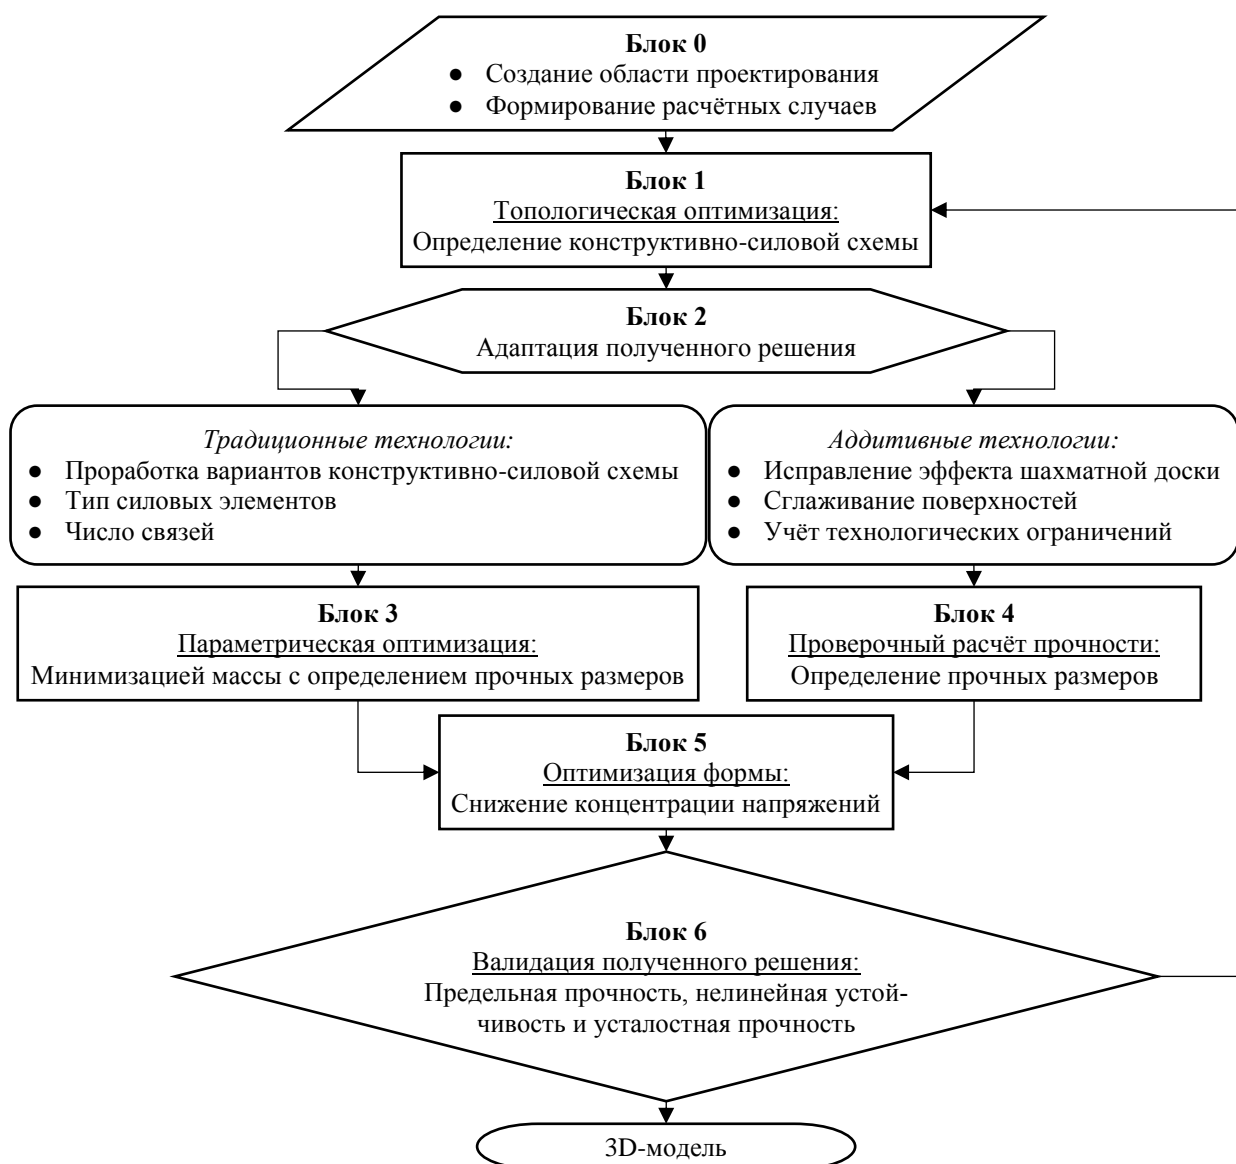 Блок 0
● Создание области проектирования
● Формирование расчётных случаев
Блок 1
Топологическая оптимизация:
Определение конструктивно-силовой схемы
Блок 2
Адаптация полученного решения
Традиционные технологии:
● Проработка вариантов конструктивно-силовой схемы
● Тип силовых элементов
● Число связей
Аддитивные технологии:
● Исправление эффекта шахматной доски
● Сглаживание поверхностей
● Учёт технологических ограничений
Блок 3
Параметрическая оптимизация:
Минимизацией массы с определением прочных размеров
Блок 4
Проверочный расчёт прочности:
Определение прочных размеров
Блок 5
Оптимизация формы:
Снижение концентрации напряжений
Блок 6
Валидация полученного решения:
Предельная прочность, нелинейная устой-
чивость и усталостная прочность
3D-модель